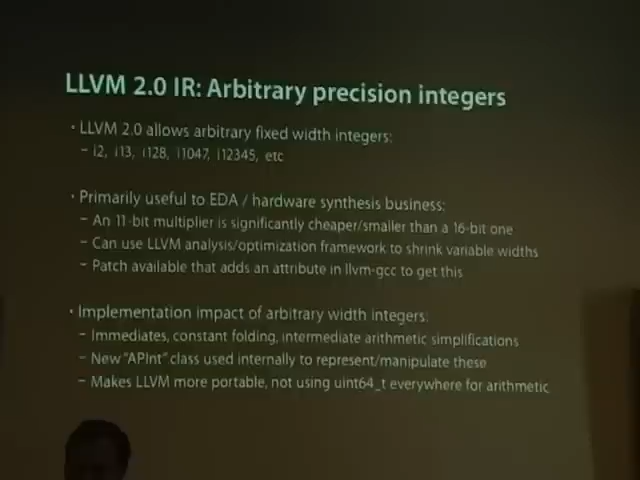 LLVM 2.0 IR: Arbitrary precision integers
• LLVM 2.0 allows arbitrary fixed width integers:
– i2, i13, i128, i1047, i12345, etc
• Primarily useful to EDA / hardware synthesis business:
– An 11-bit multiplier is significantly cheaper/smaller than a 16-bit one
– Can use LLVM analysis/optimization framework to shrink variable widths
– Patch available that adds an attribute in llvm-gcc to get this
• Implementation impact of arbitrary width integers:
– Immediates, constant folding, intermediate arithmetic simplifications
– New "APInt" class used internally to represent/manipulate these
– Makes LLVM more portable, not using uint64_t everywhere for arithmetic